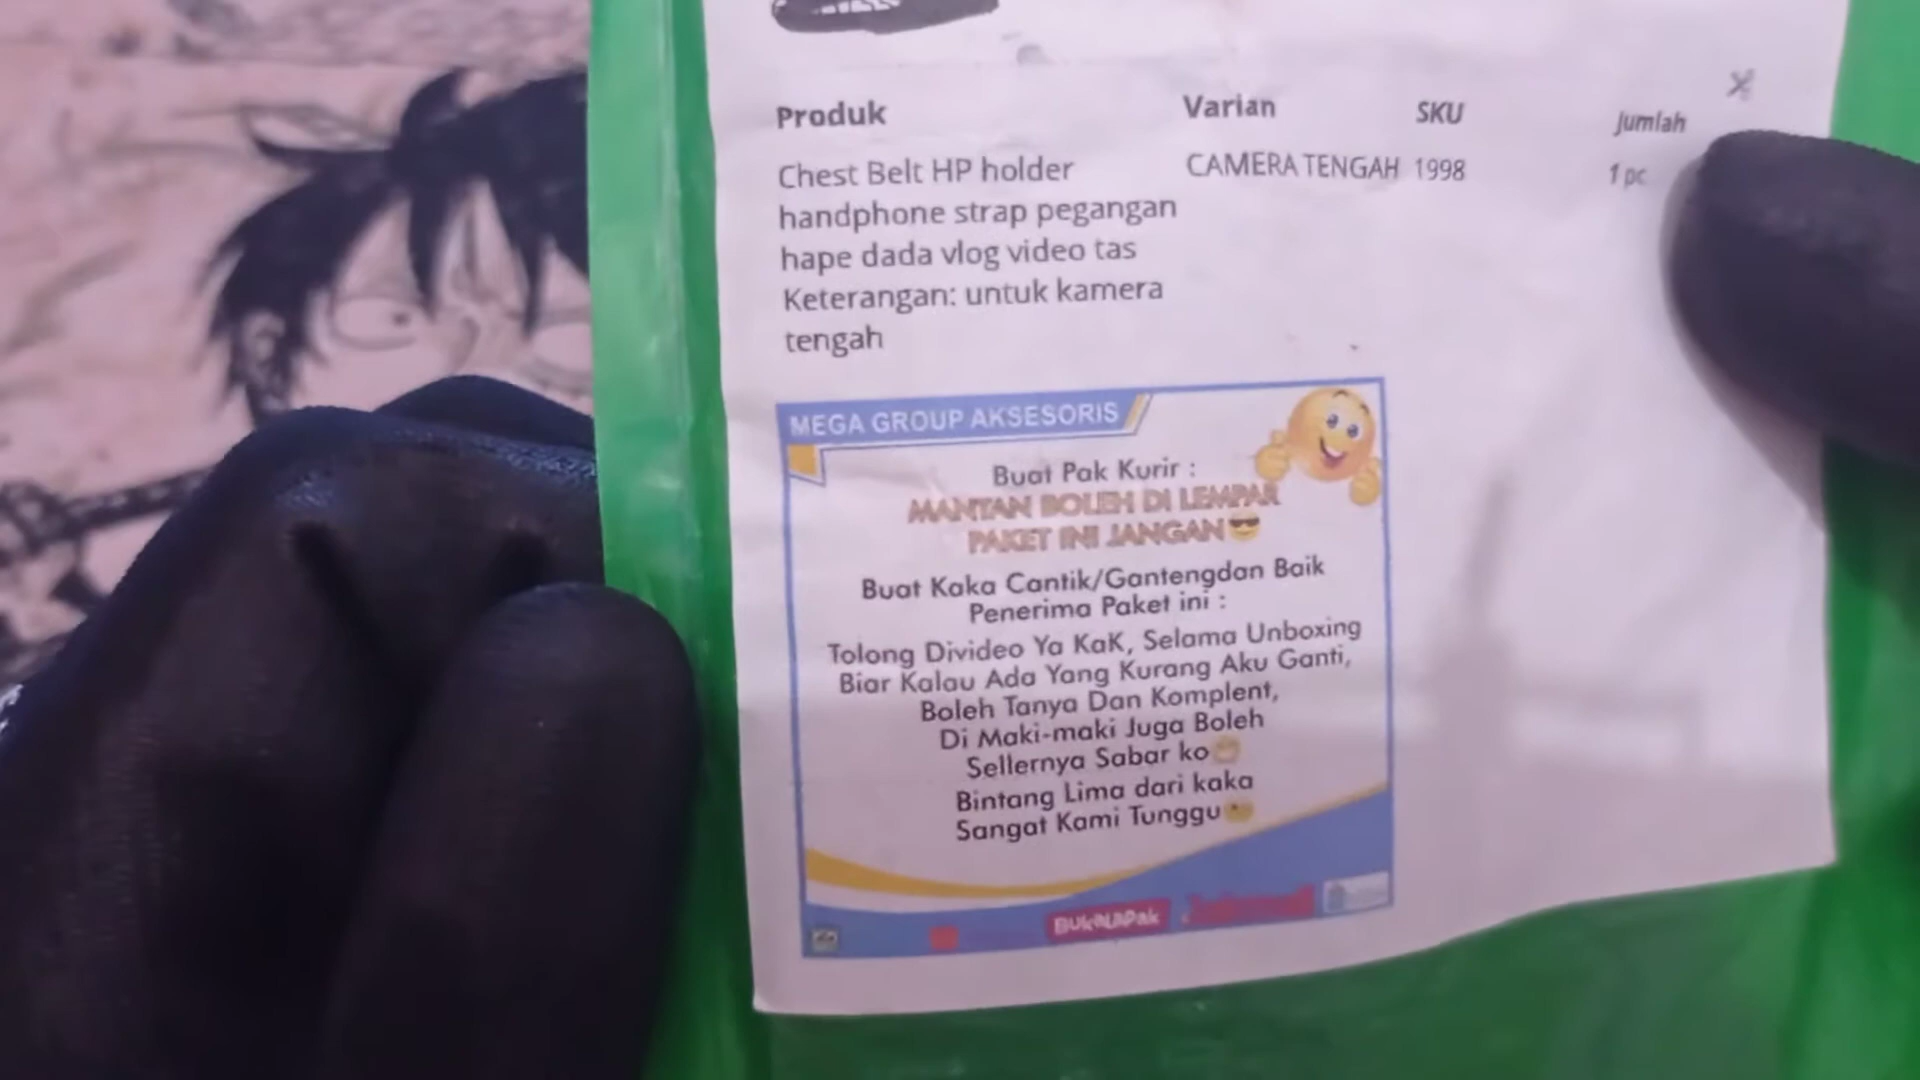 Produk Varian SKU Jumlah
Chest Belt HP holder CAMERA TENGAH 1998 1 pc
handphone strap pegangan
hape dada vlog video tas
Keterangan: untuk kamera
tengah
MEGA GROUP AKSESORIS
Buat Pak Kurir :
MANTAN BOLEH DI LEMPAR
PAKET INI JANGAN
Buat Kaka Cantik/Gantengdan Baik
Penerima Paket ini :
Tolong Divideo Ya KaK, Selama Unboxing
Biar Kalau Ada Yang Kurang Aku Ganti,
Boleh Tanya Dan Komplent,
Di Maki-maki Juga Boleh
Sellernya Sabar ko
Bintang Lima dari kaka
Sangat Kami Tunggu
BukaLaPak